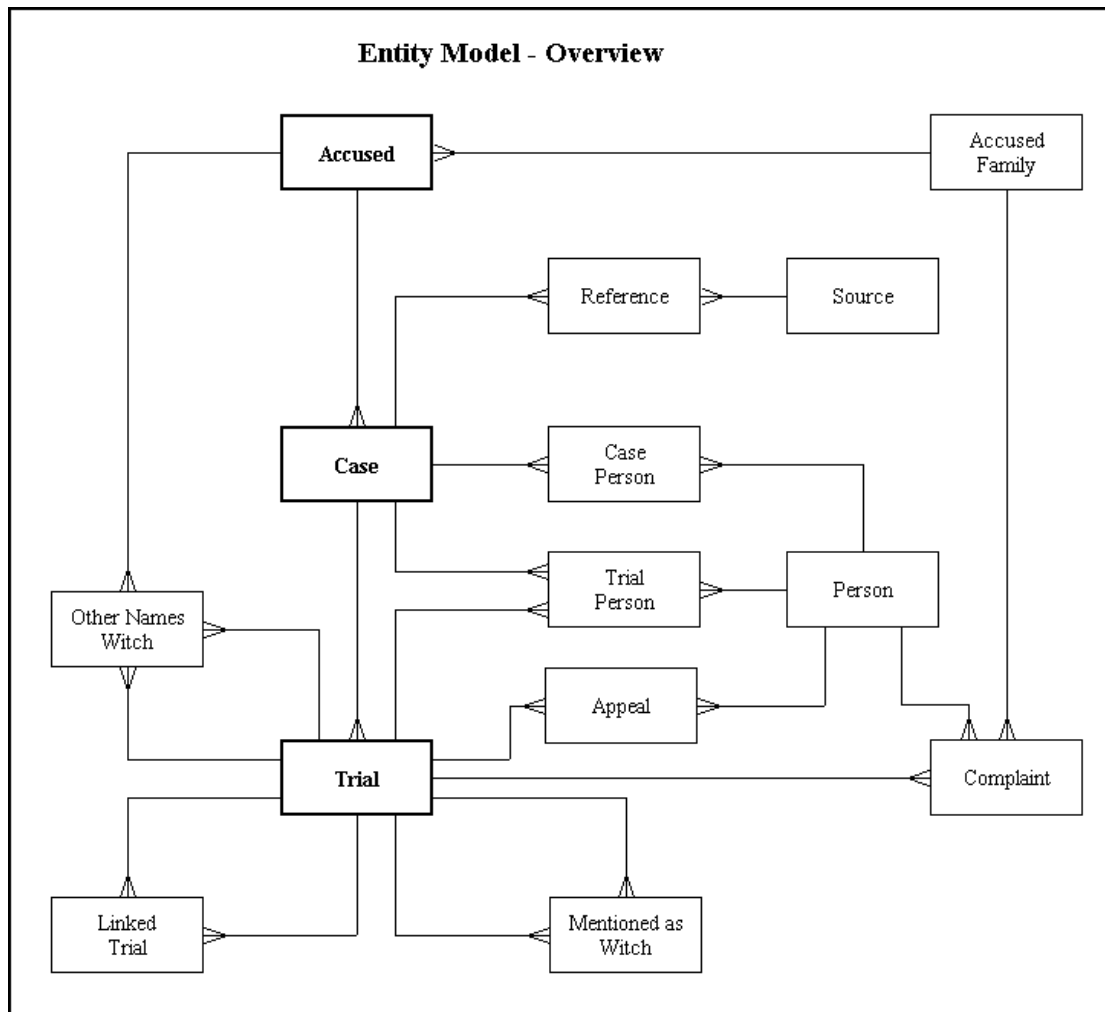 Entity Model - Overview
Accused
Accused
Family
Reference
Source
Case
Case
Person
Trial
Person
Person
Other Names
Witch
Appeal
Trial
Complaint
Linked
Trial
Mentioned as
Witch